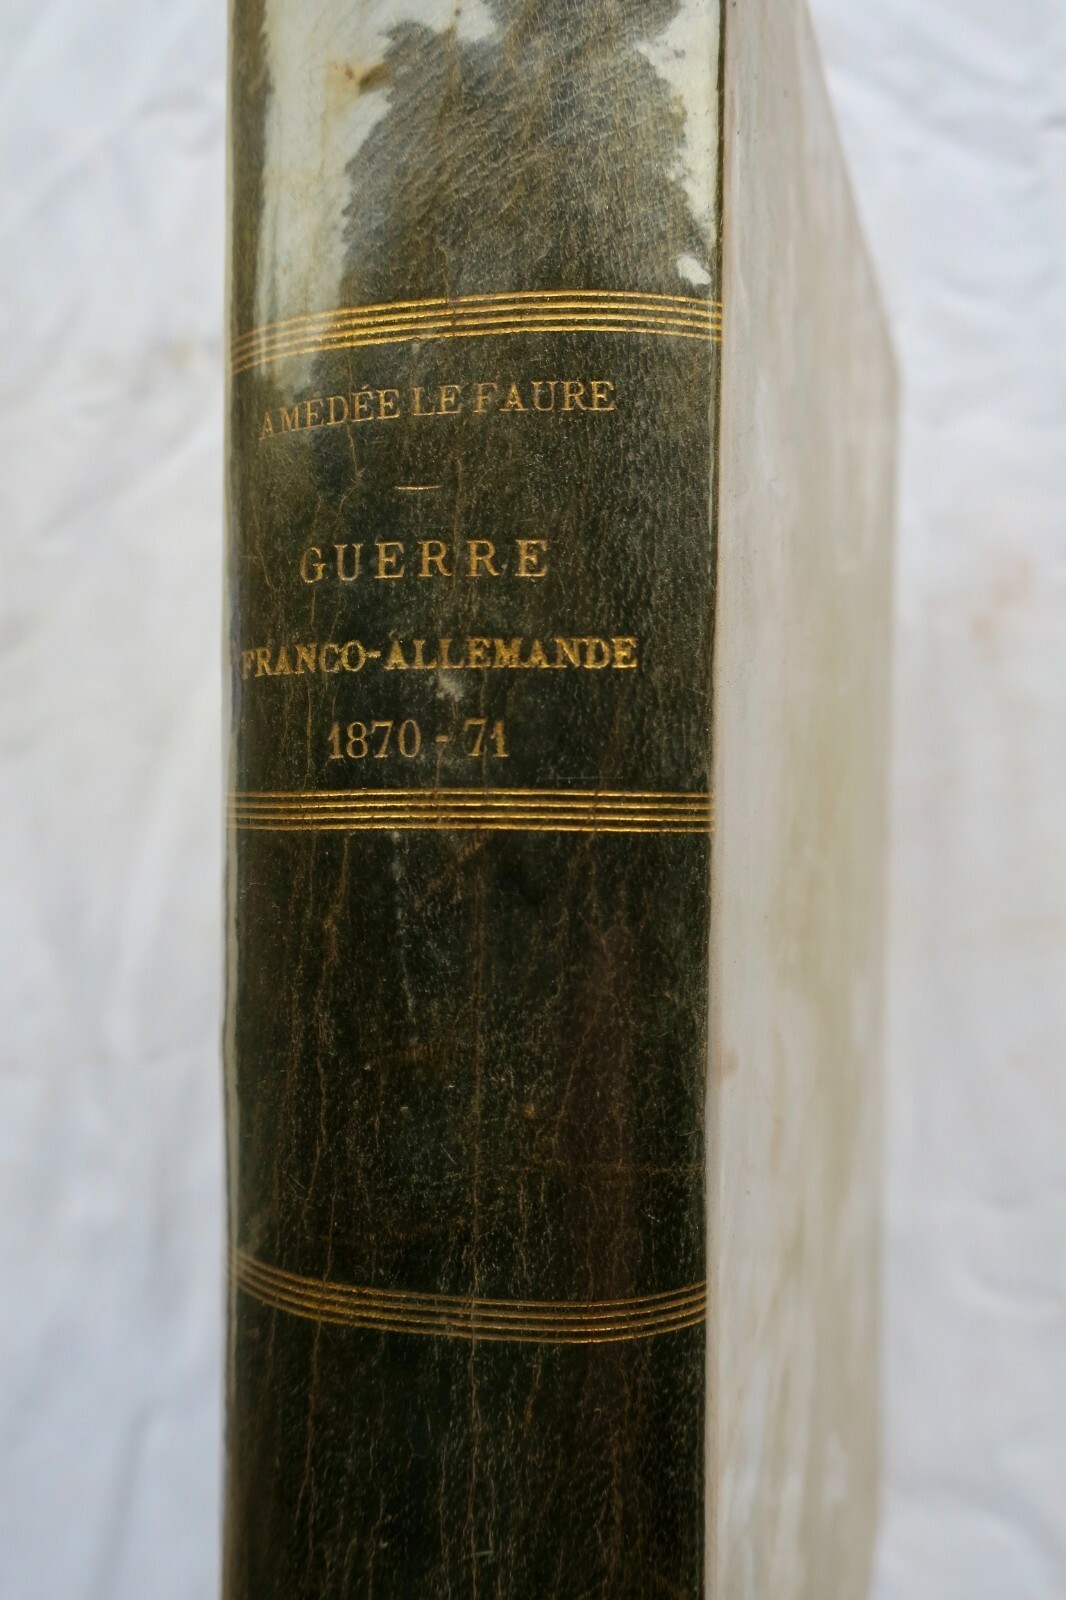 AMÉDÉE LE FAURE
GUERRE
FRANCO-ALLEMANDE
1870-71